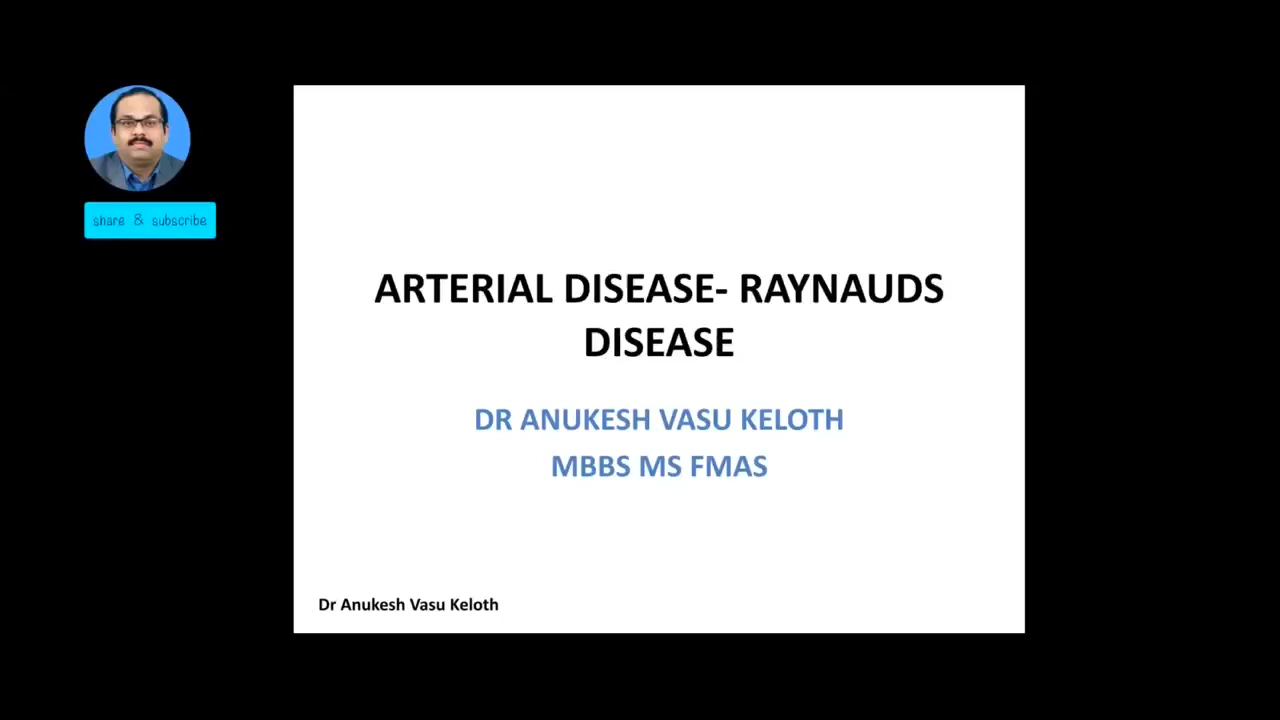 share & subscribe
ARTERIAL DISEASE- RAYNAUDS
DISEASE
DR ANUKESH VASU KELOTH
MBBS MS FMAS
Dr Anukesh Vasu Keloth